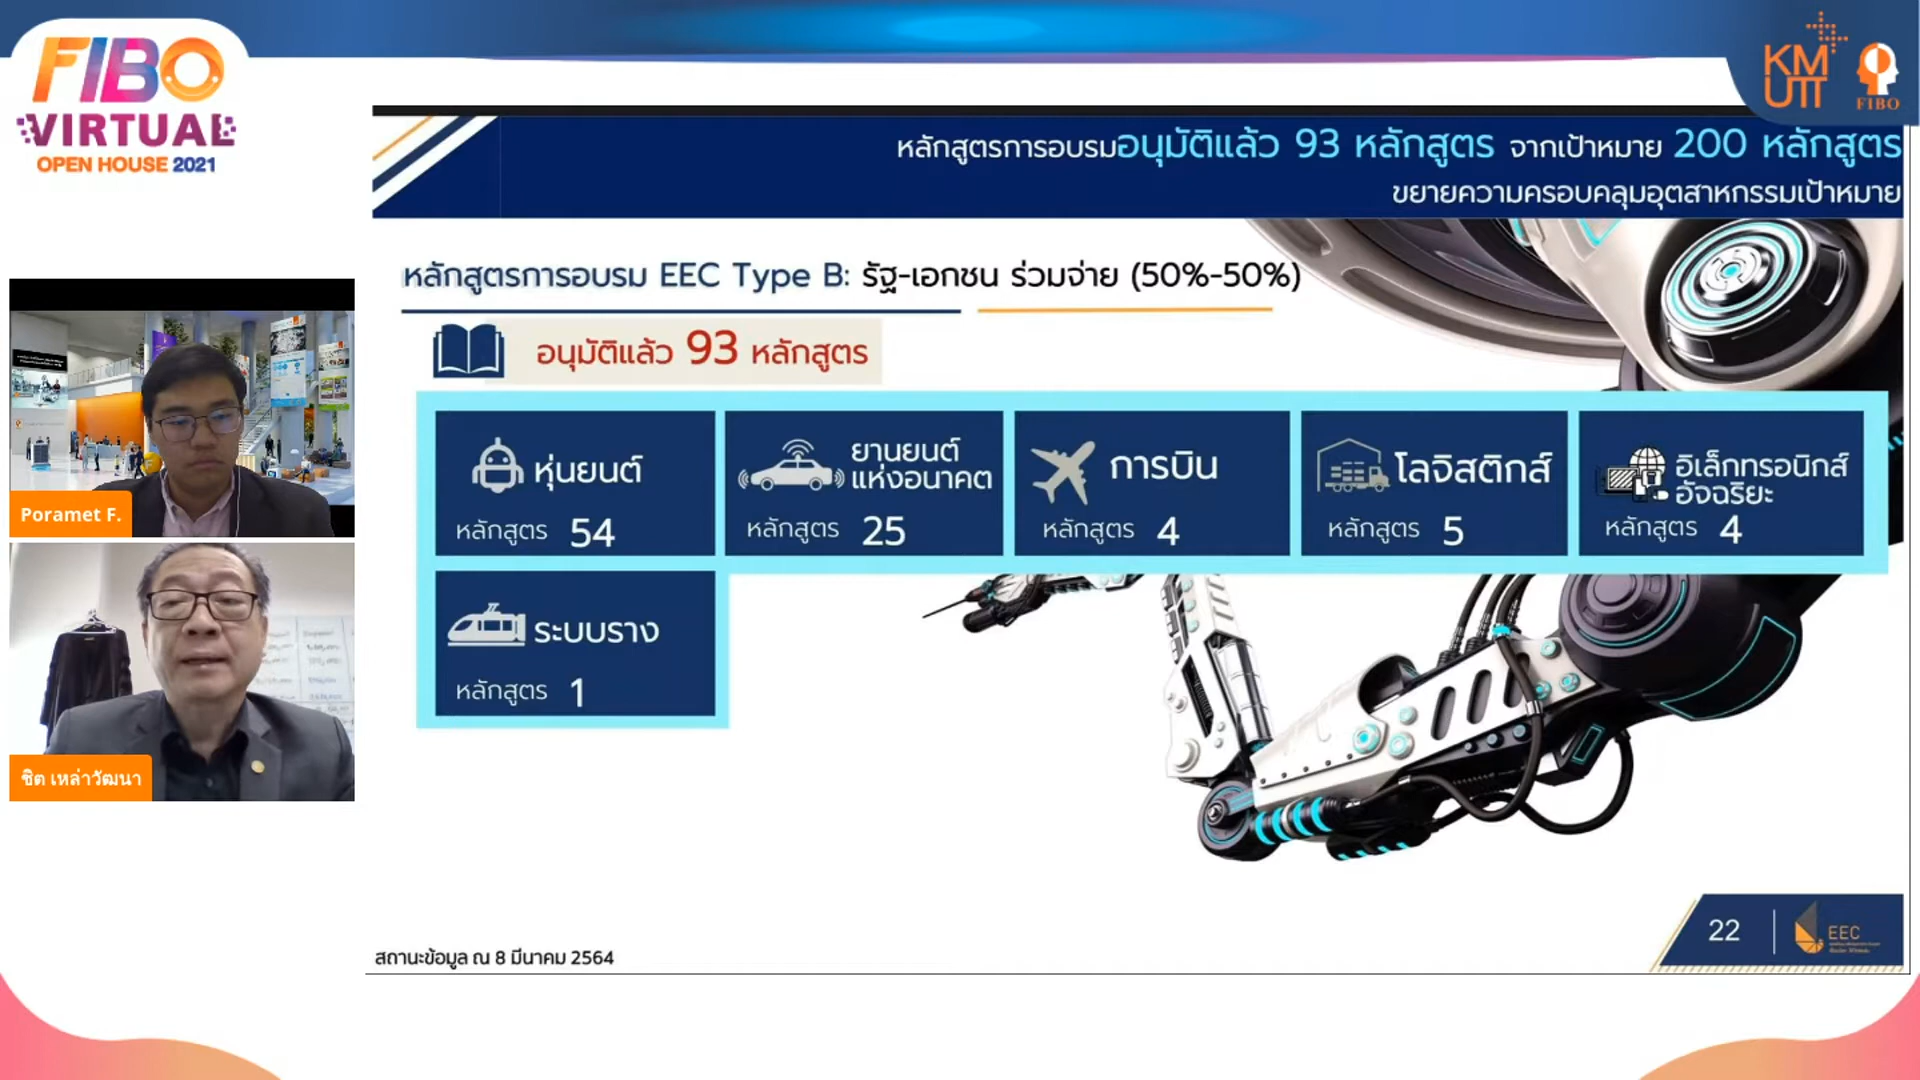 FIBO
VIRTUAL
OPEN HOUSE 2021
KM
UTT
FIBO
หลักสูตรการอบรมอนุมัติแล้ว 93 หลักสูตร จากเป้าหมาย 200 หลักสูตร
ขยายความครอบคลุมอุตสาหกรรมเป้าหมาย
หลักสูตรการอบรม EEC Type B: รัฐ-เอกชน ร่วมจ่าย (50%-50%)
อนุมัติแล้ว 93 หลักสูตร
หุ่นยนต์
หลักสูตร 54
ยานยนต์
แห่งอนาคต
หลักสูตร 25
การบิน
หลักสูตร 4
โลจิสติกส์
หลักสูตร 5
อิเล็กทรอนิกส์
อัจฉริยะ
หลักสูตร 4
ระบบราง
หลักสูตร 1
Poramet F.
ชิต เหล่าวัฒนา
สถานะข้อมูล ณ 8 มีนาคม 2564
22
EEC